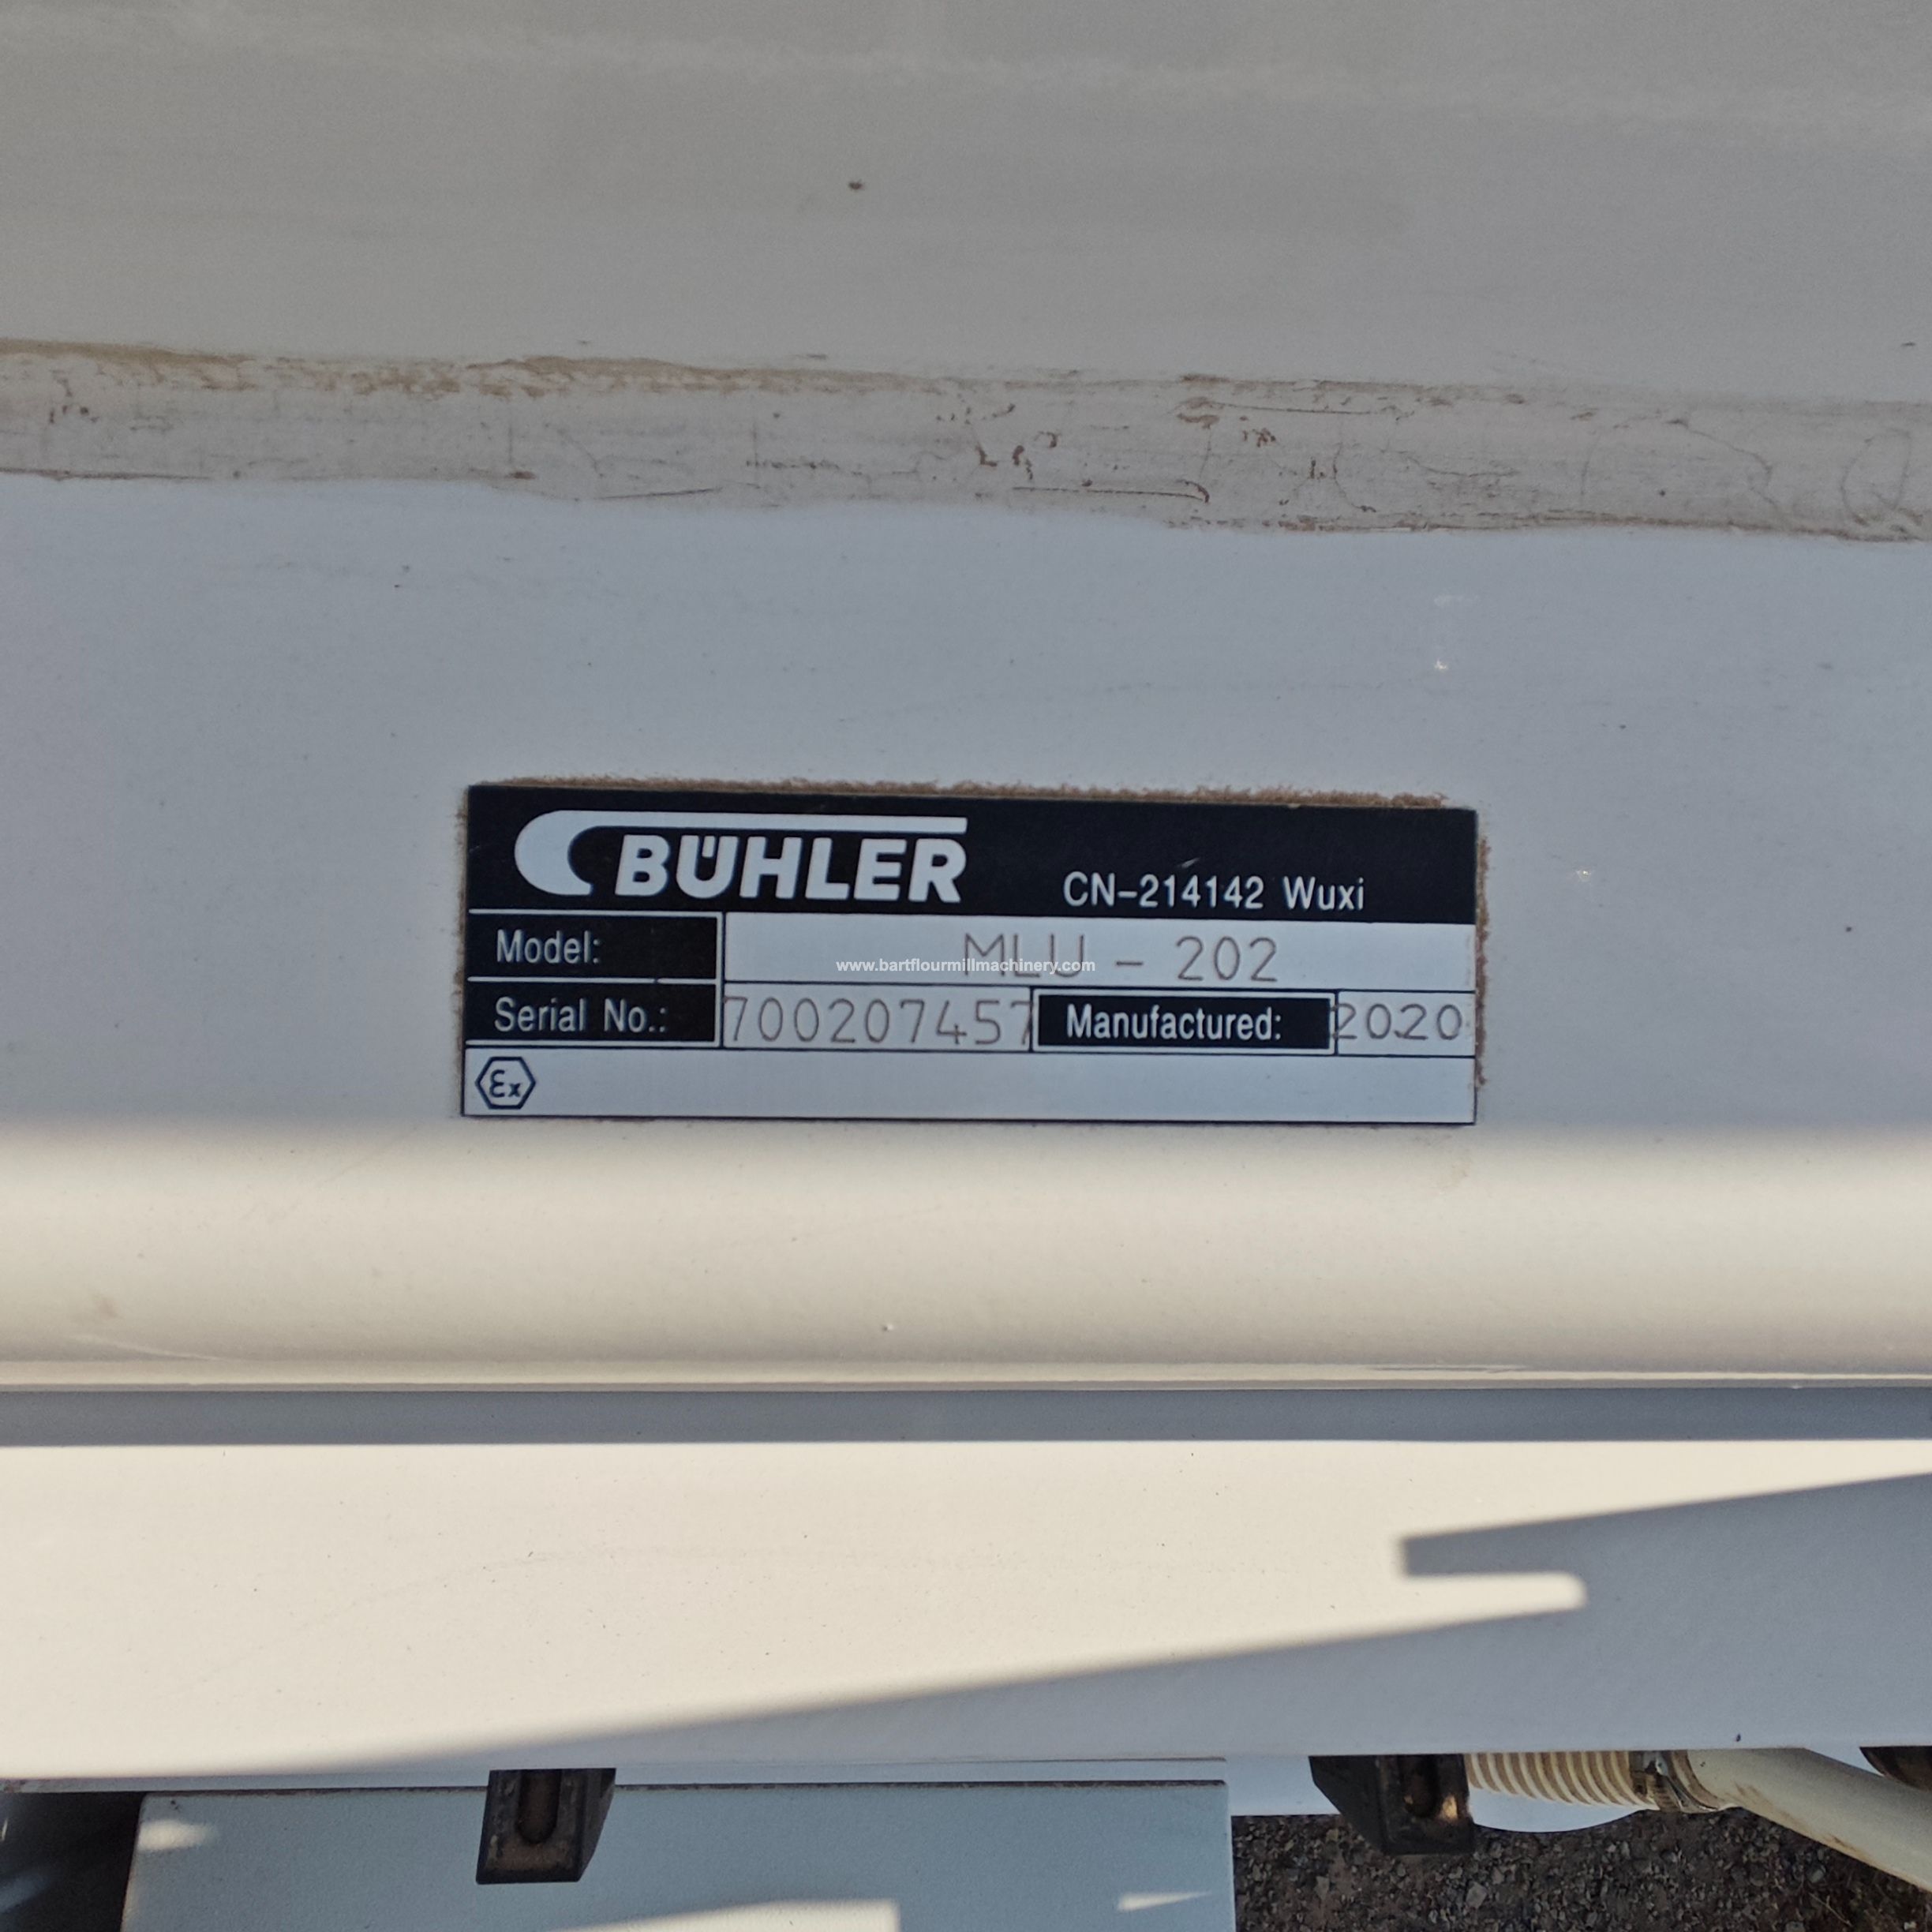 BÜHLER CN-214142 Wuxi
Model: MLU - 202
www.bartflourmillmachinery.com
Serial No.: 700207457 Manufactured: 2020
Ex